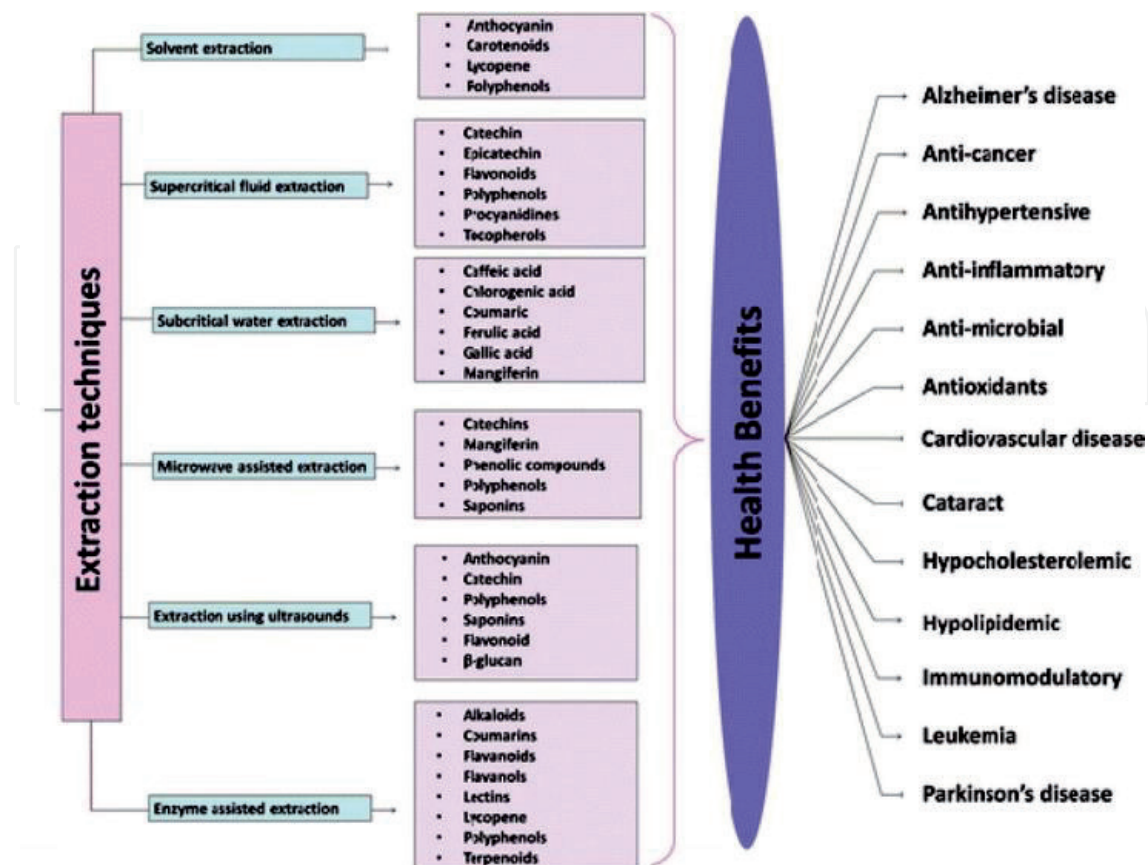 Extraction techniques
Solvent extraction
Anthocyanin
Carotenoids
Lycopene
Polyphenols
Supercritical fluid extraction
Catechin
Epicatechin
Flavonoids
Polyphenols
Procyanidines
Tocopherols
Subcritical water extraction
Caffeic acid
Chlorogenic acid
Coumaric
Ferulic acid
Gallic acid
Mangiferin
Microwave assisted extraction
Catechins
Mangiferin
Phenolic compounds
Polyphenols
Saponins
Extraction using ultrasounds
Anthocyanin
Catechin
Polyphenols
Saponins
Flavonoid
β-glucan
Enzyme assisted extraction
Alkaloids
Coumarins
Flavanoids
Flavanols
Lectins
Lycopene
Polyphenols
Terpenoids
Health Benefits
Alzheimer's disease
Anti-cancer
Antihypertensive
Anti-inflammatory
Anti-microbial
Antioxidants
Cardiovascular disease
Cataract
Hypocholesterolemic
Hypolipidemic
Immunomodulatory
Leukemia
Parkinson's disease